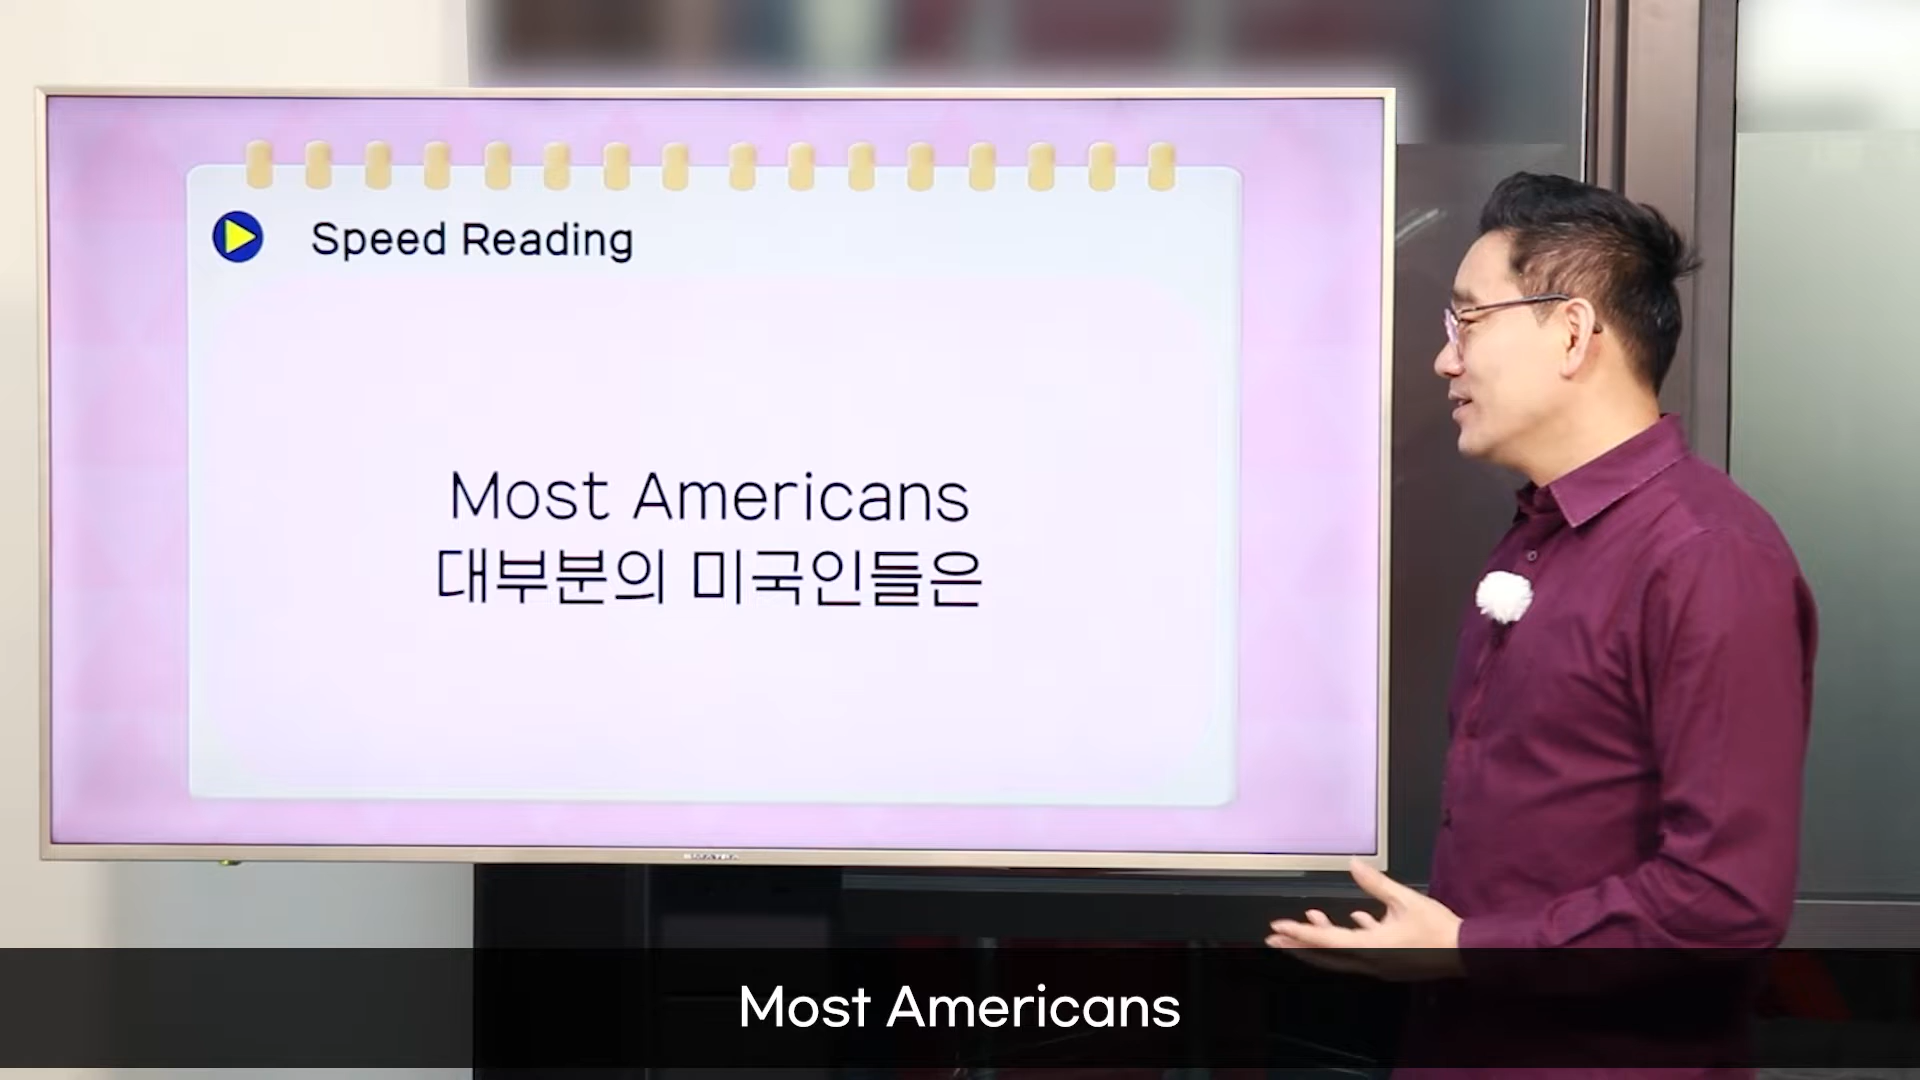 Speed Reading
Most Americans
대부분의 미국인들은
Most Americans